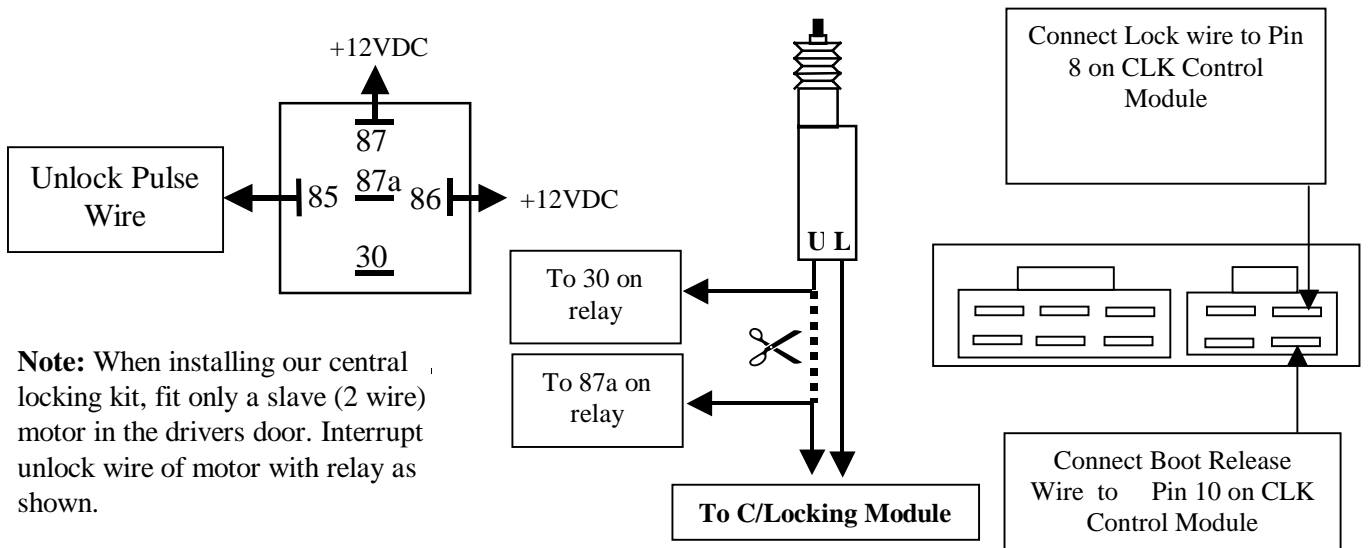 +12VDC
87
Unlock Pulse
Wire
85
87a
86
+12VDC
30
Note: When installing our central
locking kit, fit only a slave (2 wire)
motor in the drivers door. Interrupt
unlock wire of motor with relay as
shown.
U L
To 30 on
relay
To 87a on
relay
To C/Locking Module
Connect Lock wire to Pin
8 on CLK Control
Module
Connect Boot Release
Wire to Pin 10 on CLK
Control Module